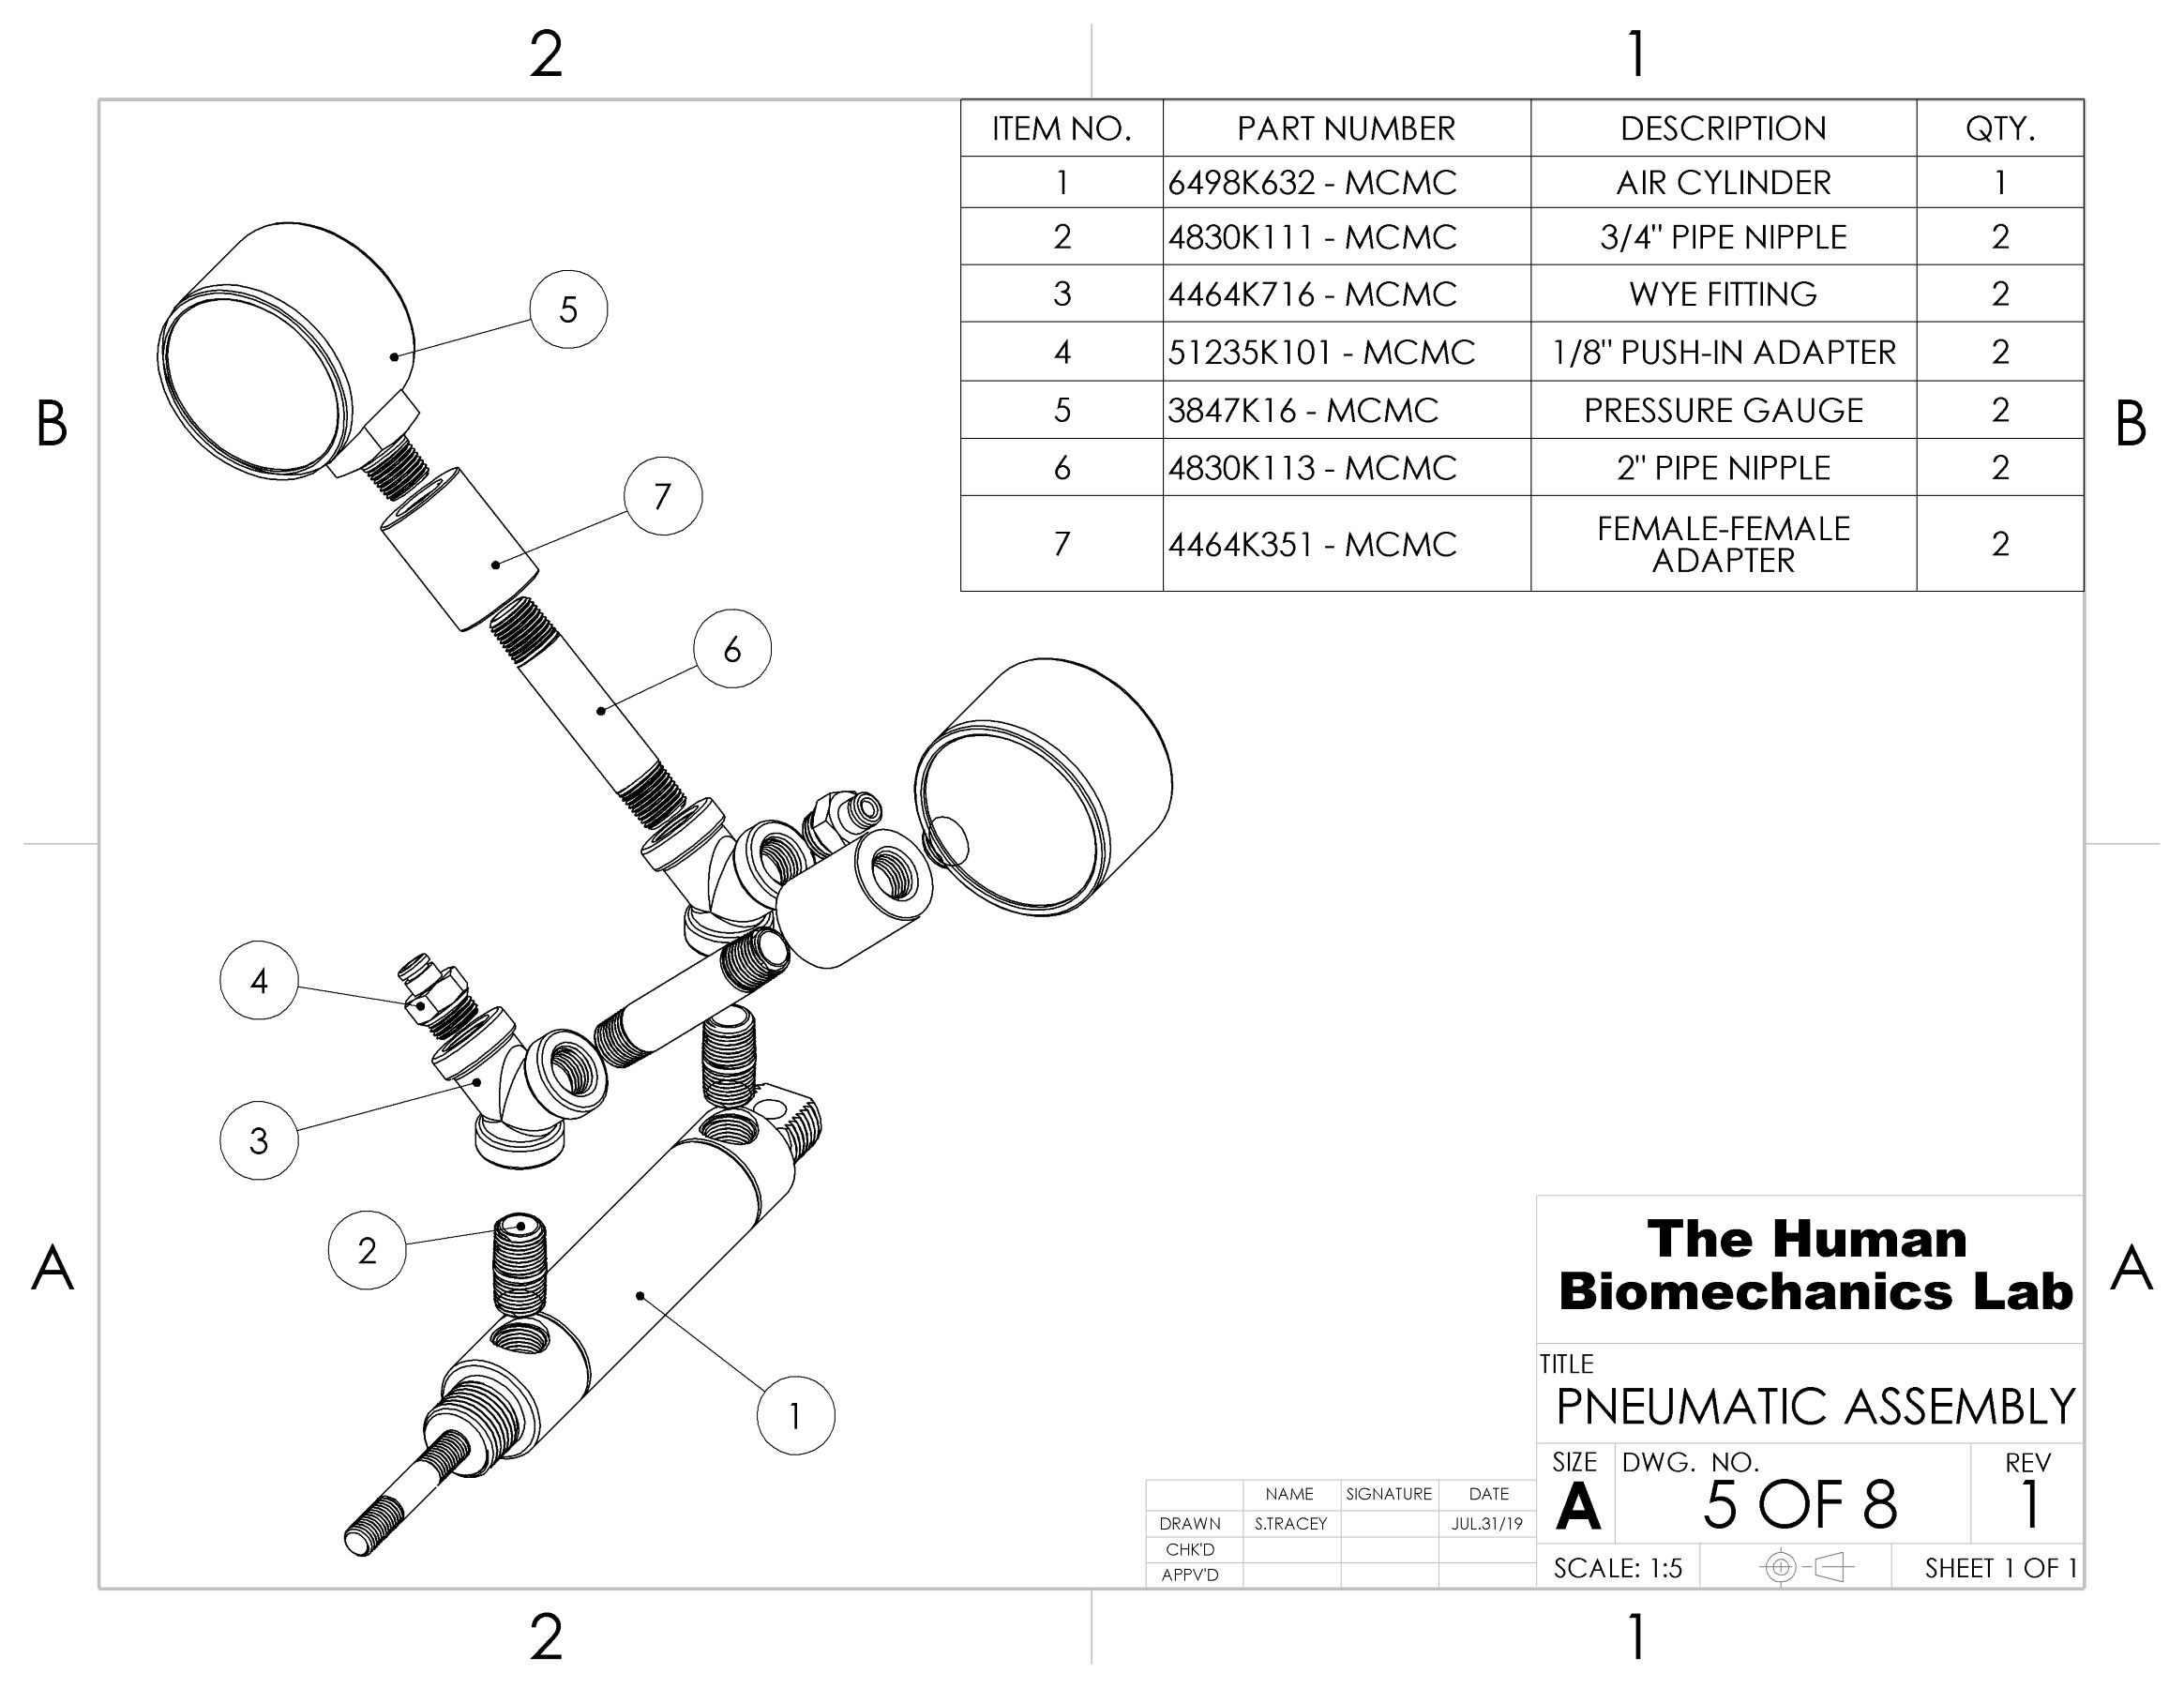 2 1
ITEM NO. PART NUMBER DESCRIPTION QTY.
1 6498K632 - MCMC AIR CYLINDER 1
2 4830K111 - MCMC 3/4" PIPE NIPPLE 2
3 4464K716 - MCMC WYE FITTING 2
4 51235K101 - MCMC 1/8" PUSH-IN ADAPTER 2
5 3847K16 - MCMC PRESSURE GAUGE 2
6 4830K113 - MCMC 2" PIPE NIPPLE 2
7 4464K351 - MCMC FEMALE-FEMALE ADAPTER 2
5
B B
7
6
4
3
2
A A
1
The Human
Biomechanics Lab
TITLE
PNEUMATIC ASSEMBLY
SIZE DWG. NO. REV
A 5 OF 8 1
SCALE: 1:5 SHEET 1 OF 1
NAME SIGNATURE DATE
DRAWN S.TRACEY JUL.31/19
CHK'D
APPV'D
2 1